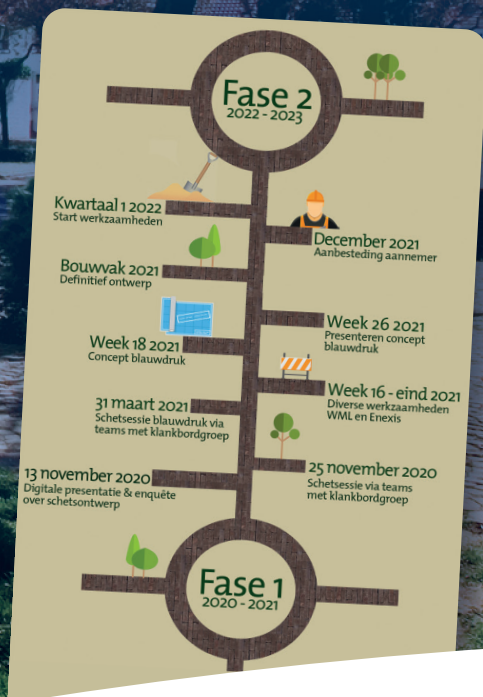 Fase 2
2022 - 2023
Kwartaal 1 2022
Start werkzaamheden
December 2021
Aanbesteding aannemer
Bouwvak 2021
Definitief ontwerp
Week 26 2021
Presenteren concept
blauwdruk
Week 18 2021
Concept blauwdruk
Week 16 - eind 2021
Diverse werkzaamheden
WML en Enexis
31 maart 2021
Schetsessie blauwdruk via
teams met klankbordgroep
25 november 2020
Schetsessie via teams
met klankbordgroep
13 november 2020
Digitale presentatie & enquête
over schetsontwerp
Fase 1
2020 - 2021